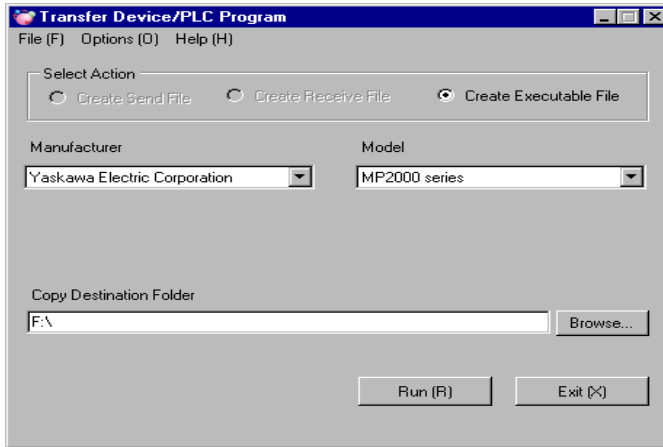 Transfer Device/PLC Program
File (F) Options (O) Help (H)
Select Action
Create Send File Create Receive File Create Executable File
Manufacturer Model
Yaskawa Electric Corporation MP2000 series
Copy Destination Folder
F:\ Browse...
Run (R) Exit (X)